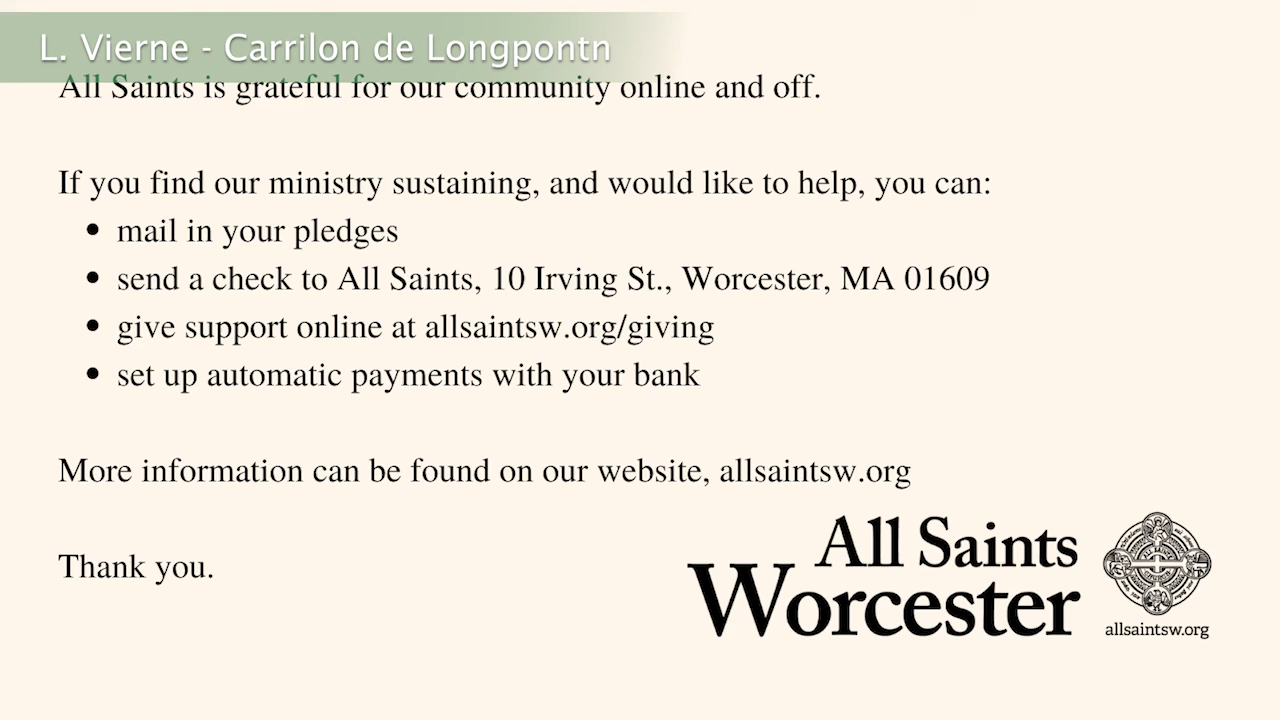 L. Vierne - Carrilon de Longpontn
All Saints is grateful for our community online and off.
If you find our ministry sustaining, and would like to help, you can:
• mail in your pledges
• send a check to All Saints, 10 Irving St., Worcester, MA 01609
• give support online at allsaintsw.org/giving
• set up automatic payments with your bank
More information can be found on our website, allsaintsw.org
Thank you.
All Saints
Worcester
allsaintsw.org